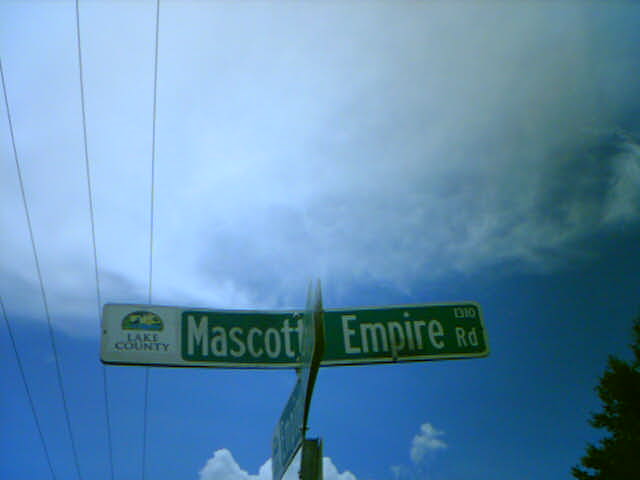 LAKE COUNTY
Mascott Empire Rd
1310